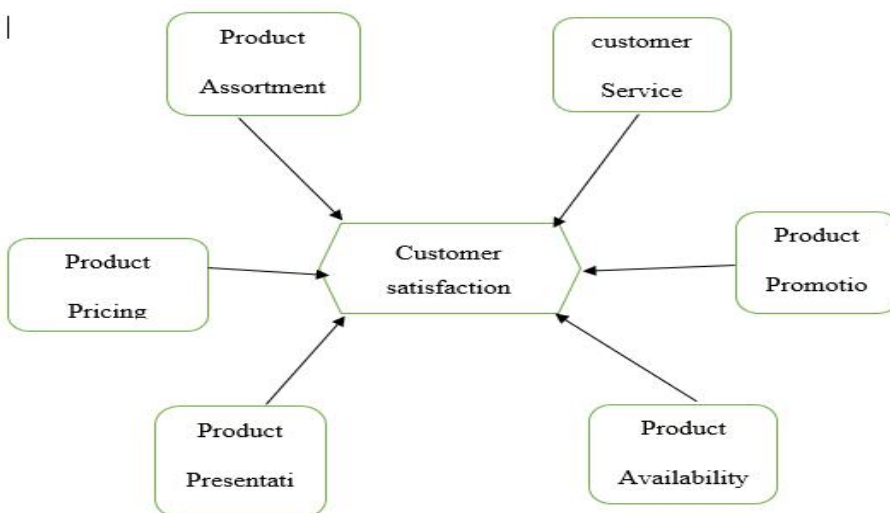 Product
Assortment
customer
Service
Product
Pricing
Customer
satisfaction
Product
Promotio
Product
Presentati
Product
Availability